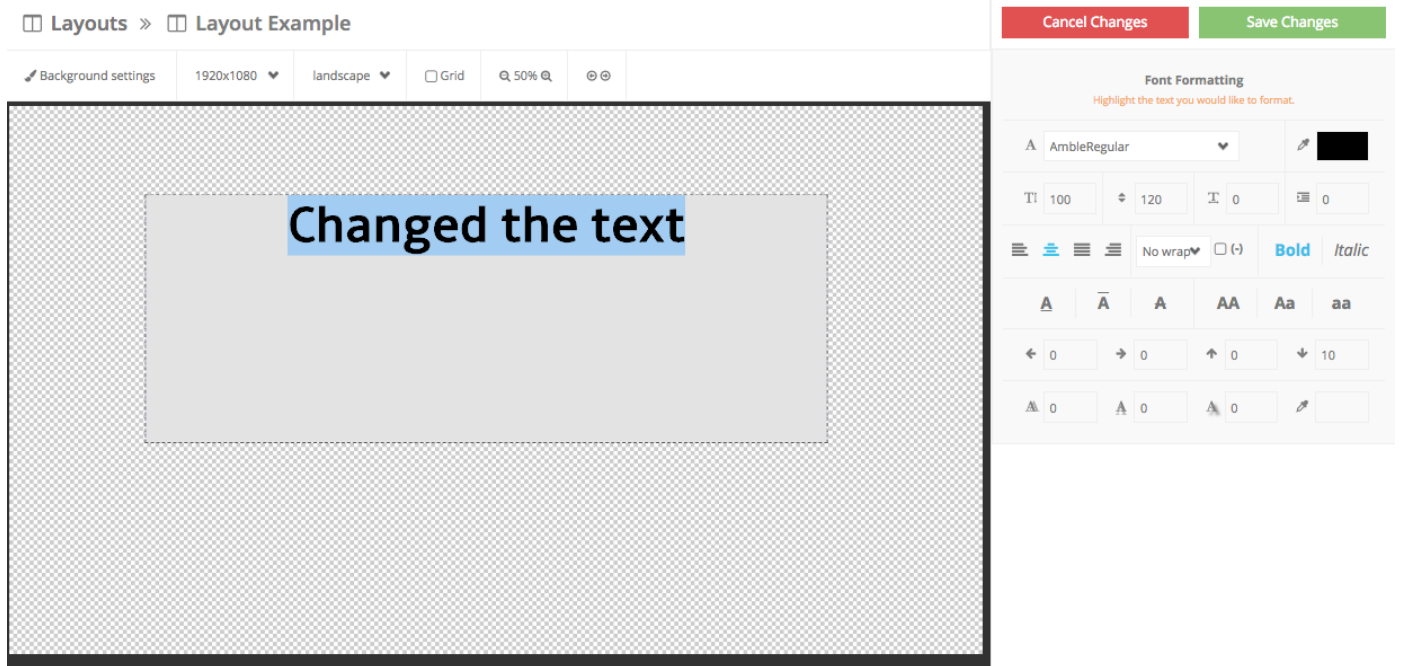 Layouts » Layout Example
Cancel Changes Save Changes
Background settings 1920x1080 landscape Grid 50%
Font Formatting
Highlight the text you would like to format.
A AmbleRegular
100 120 0 0
No wrap (-) Bold Italic
A A A AA Aa aa
0 0 0 10
0 0 0
Changed the text